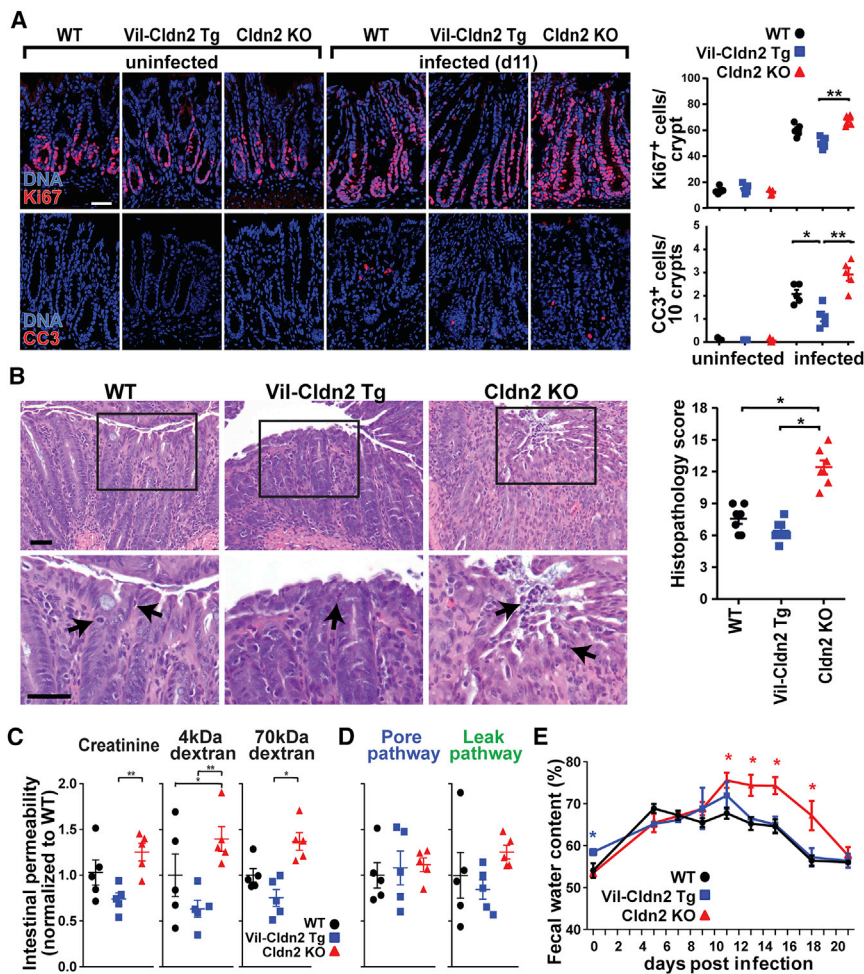 A
WT Vil-Cldn2 Tg Cldn2 KO WT Vil-Cldn2 Tg Cldn2 KO
uninfected infected (d11)
DNA
Ki67
DNA
CC3
WT
Vil-Cldn2 Tg
Cldn2 KO
Ki67+ cells/
crypt
100
80
60
40
20
0
**
CC3+ cells/
10 crypts
5
4
3
2
1
0
* **
uninfected infected
B
WT Vil-Cldn2 Tg Cldn2 KO
Histopathology score
18
15
12
9
6
3
0
*
*
WT
Vil-Cldn2 Tg
Cldn2 KO
C
Creatinine 4kDa dextran 70kDa dextran
Intestinal permeability
(normalized to WT)
2.0
1.5
1.0
0.5
0.0
**
**
*
*
WT
Vil-Cldn2 Tg
Cldn2 KO
D
Pore pathway Leak pathway
E
Fecal water content (%)
80
70
60
50
40
* * * * *
WT
Vil-Cldn2 Tg
Cldn2 KO
0 2 4 6 8 10 12 14 16 18 20
days post infection